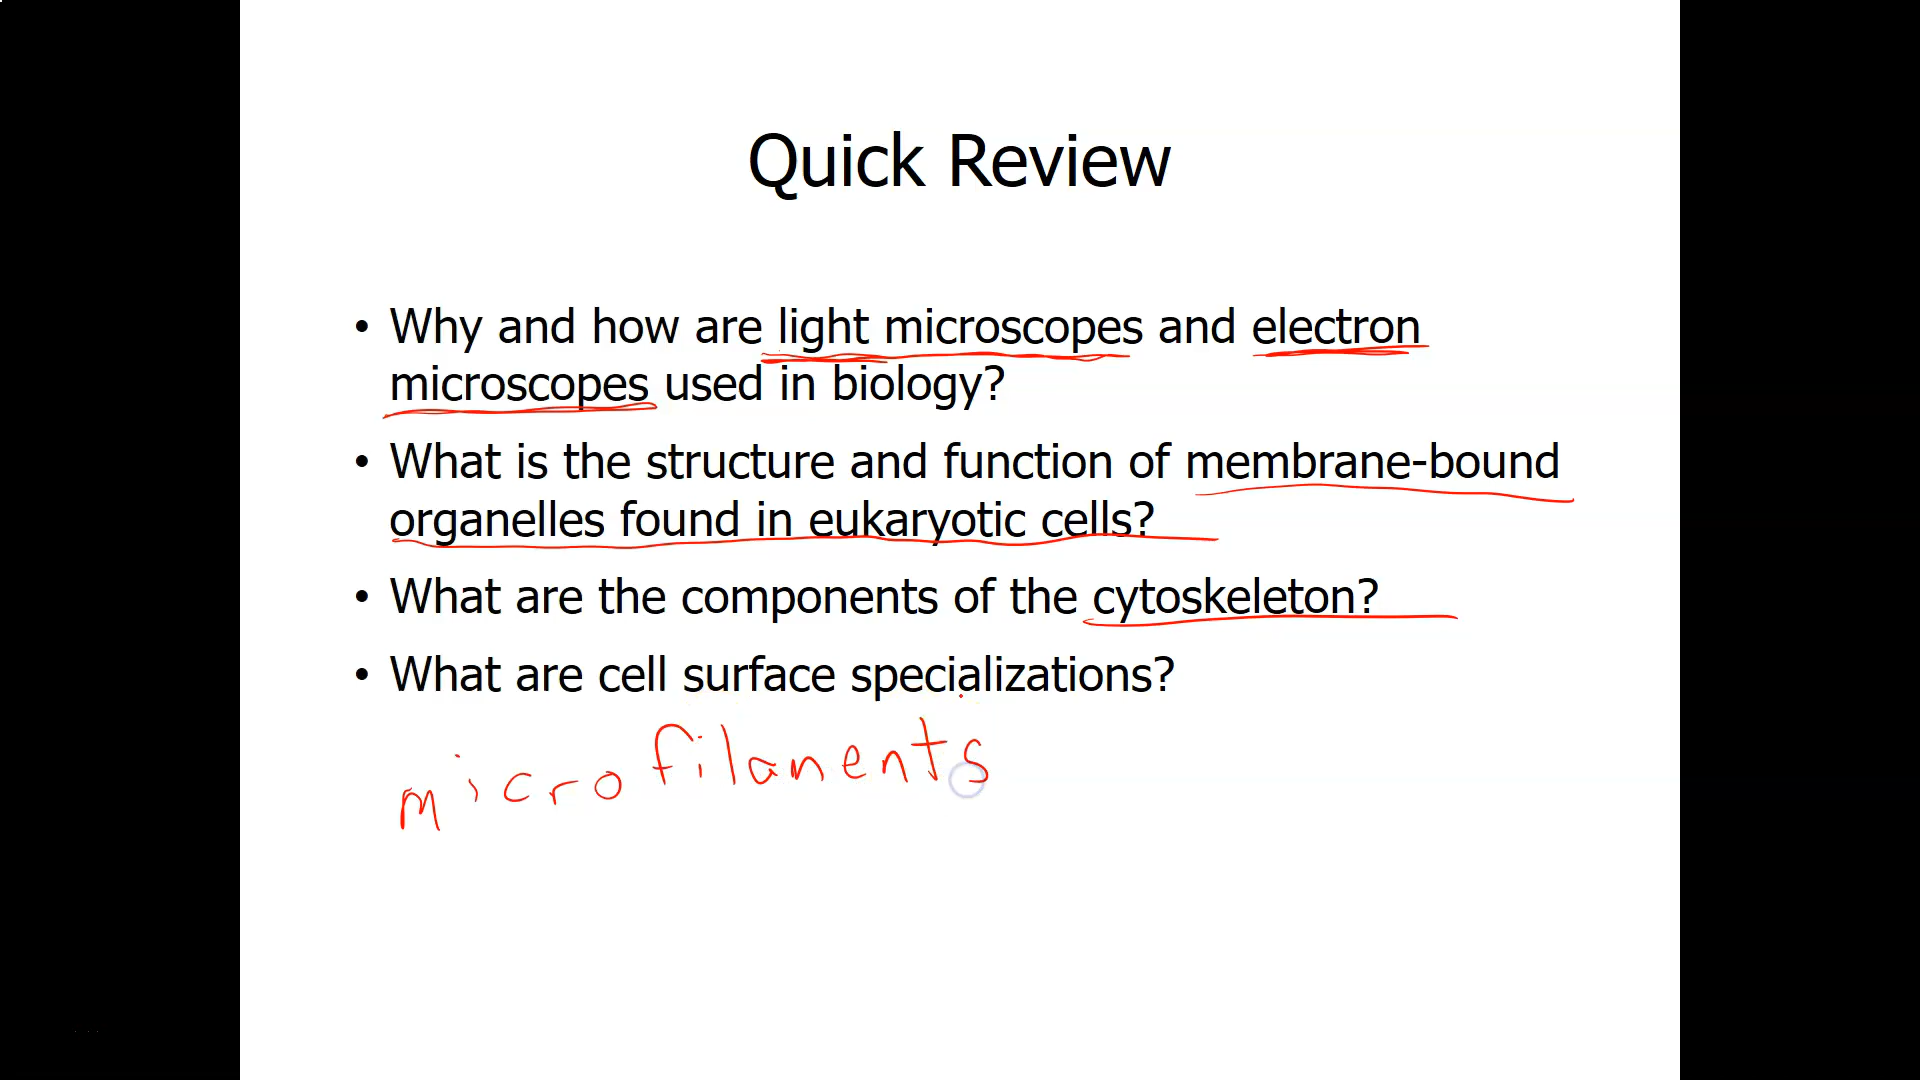 Quick Review
• Why and how are light microscopes and electron
microscopes used in biology?
• What is the structure and function of membrane-bound
organelles found in eukaryotic cells?
• What are the components of the cytoskeleton?
• What are cell surface specializations?
microfilaments